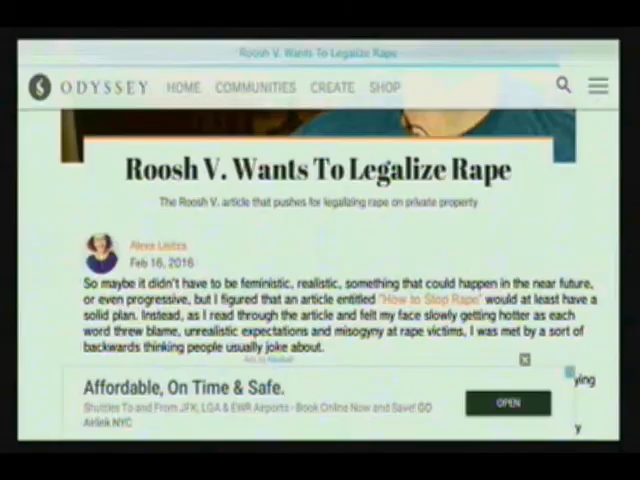 Roosh V. Wants To Legalize Rape
ODYSSEY HOME COMMUNITIES CREATE SHOP
Roosh V. Wants To Legalize Rape
The Roosh V. article that pushes for legalizing rape on private property
Feb 16, 2016
So maybe it didn't have to be feministic, realistic, something that could happen in the near future,
or even progressive, but I figured that an article entitled "How to Stop Rape" would at least have a
solid plan. Instead, as I read through the article and felt my face slowly getting hotter as each
word threw blame, unrealistic expectations and misogyny at rape victims, I was met by a sort of
backwards thinking people usually joke about.
ying
Affordable, On Time & Safe.
Shuttles To and From JFK, LGA & EWR Airports - Book Online Now and Save! GO
Airlink NYC
OPEN
y